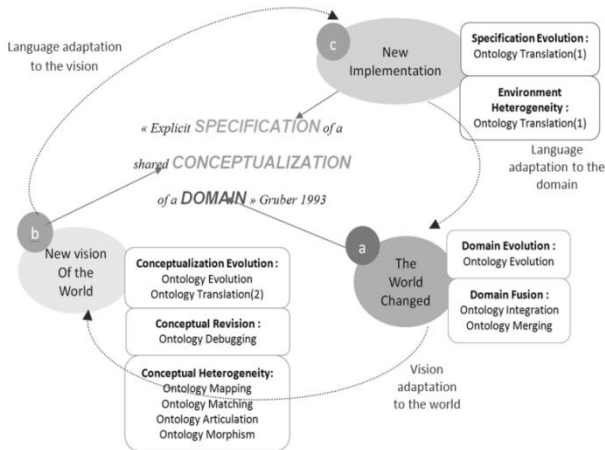 Language adaptation
to the vision
c
New
Implementation
Specification Evolution :
Ontology Translation(1)
Environment
Heterogeneity :
Ontology Translation(1)
Language
adaptation to the
domain
« Explicit SPECIFICATION of a
shared CONCEPTUALIZATION
of a DOMAIN » Gruber 1993
b
New vision
Of the
World
Conceptualization Evolution :
Ontology Evolution
Ontology Translation(2)
Conceptual Revision :
Ontology Debugging
Conceptual Heterogeneity:
Ontology Mapping
Ontology Matching
Ontology Articulation
Ontology Morphism
a
The
World
Changed
Domain Evolution :
Ontology Evolution
Domain Fusion :
Ontology Integration
Ontology Merging
Vision
adaptation
to the world